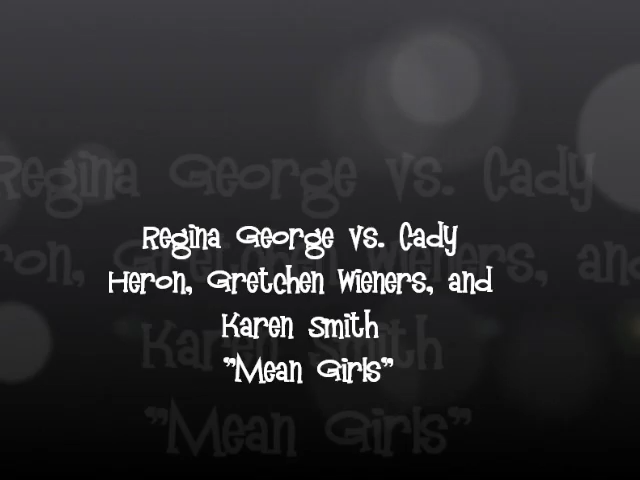 Regina George vs. Cady
Heron, Gretchen Wieners, and
Karen Smith
"Mean Girls"